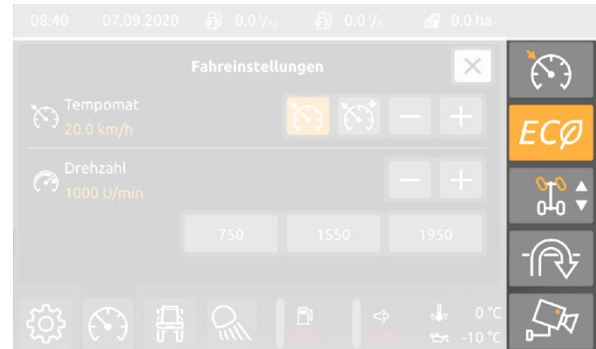 08:40 07.09.2020 0.0 l/ha 0.0 l/h 0.0 ha
Fahreinstellungen
Tempomat
20.0 km/h
ECO
Drehzahl
1000 U/min
750 1550 1950
0 % 0 % 0 °C
-10 °C